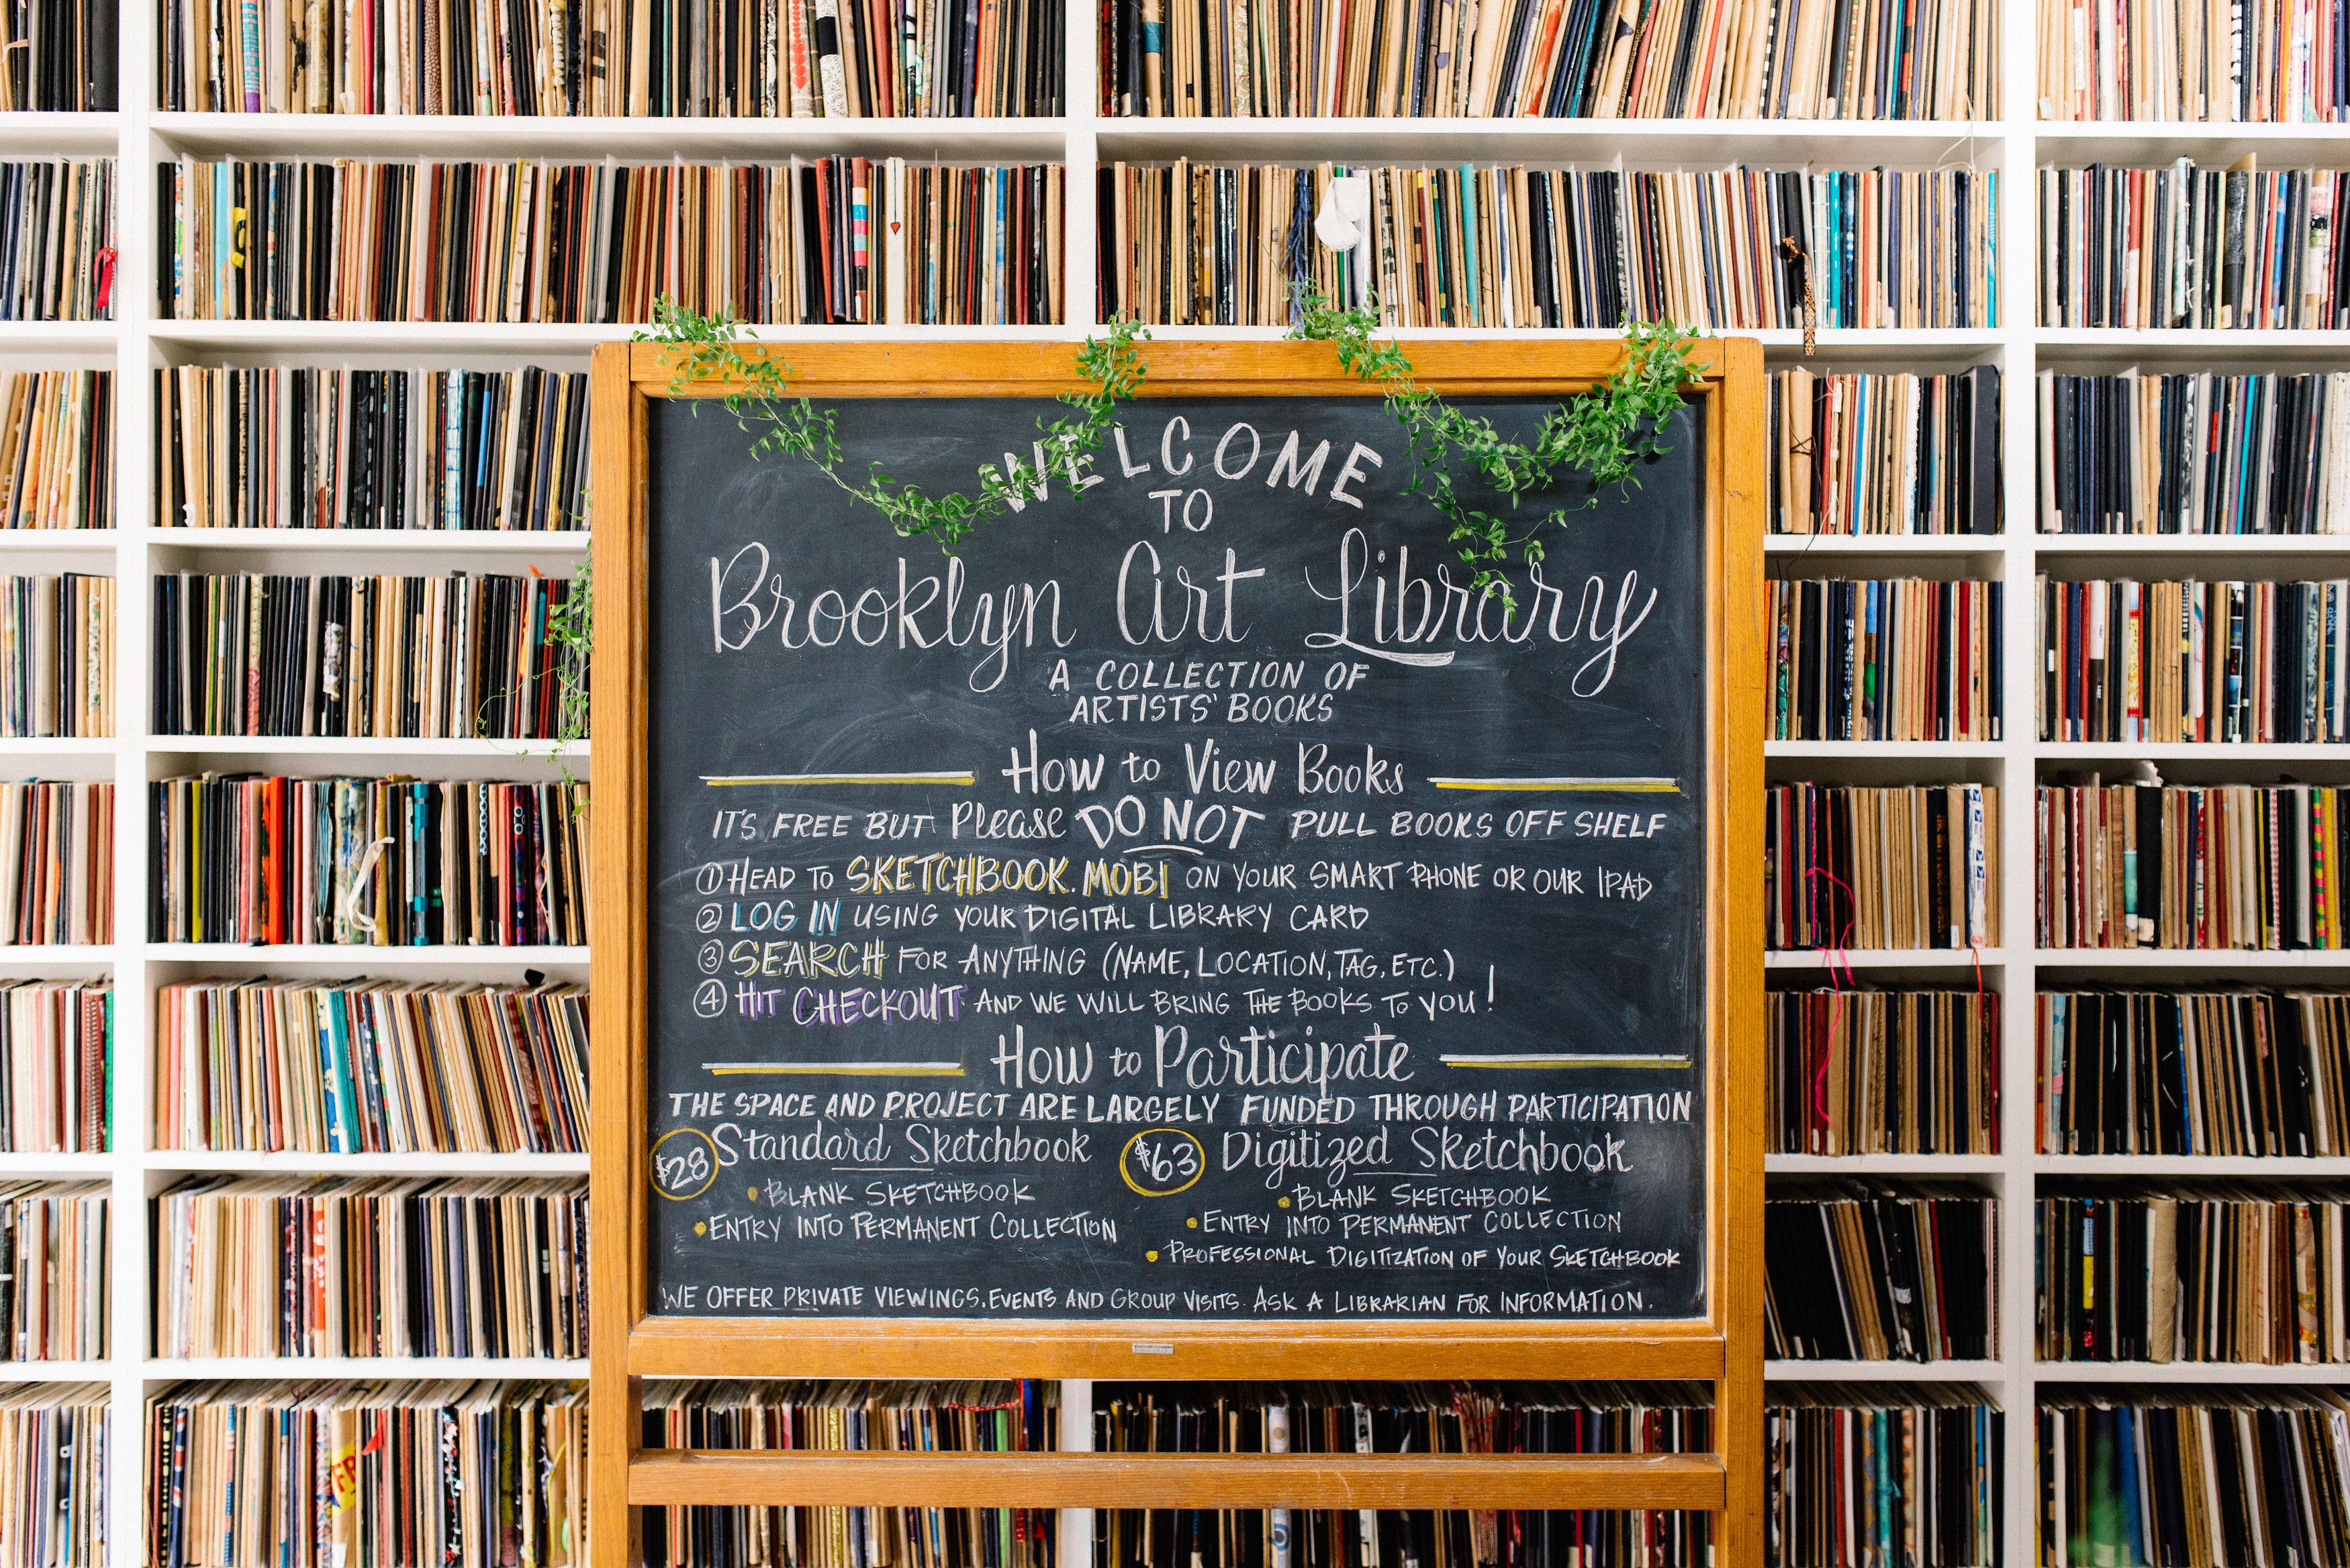 WELCOME
TO
Brooklyn Art Library
A COLLECTION OF
ARTISTS' BOOKS
How to View Books
IT'S FREE BUT Please DO NOT PULL BOOKS OFF SHELF
① HEAD TO SKETCHBOOK.MOBI ON YOUR SMART PHONE OR OUR IPAD
② LOG IN USING YOUR DIGITAL LIBRARY CARD
③ SEARCH FOR ANYTHING (NAME, LOCATION, TAG, ETC.)
④ HIT CHECKOUT AND WE WILL BRING THE BOOKS TO YOU!
How to Participate
THE SPACE AND PROJECT ARE LARGELY FUNDED THROUGH PARTICIPATION
$28 Standard Sketchbook
• BLANK SKETCHBOOK
• ENTRY INTO PERMANENT COLLECTION
$63 Digitized Sketchbook
• BLANK SKETCHBOOK
• ENTRY INTO PERMANENT COLLECTION
• PROFESSIONAL DIGITIZATION OF YOUR SKETCHBOOK
WE OFFER PRIVATE VIEWINGS, EVENTS AND GROUP VISITS. ASK A LIBRARIAN FOR INFORMATION.